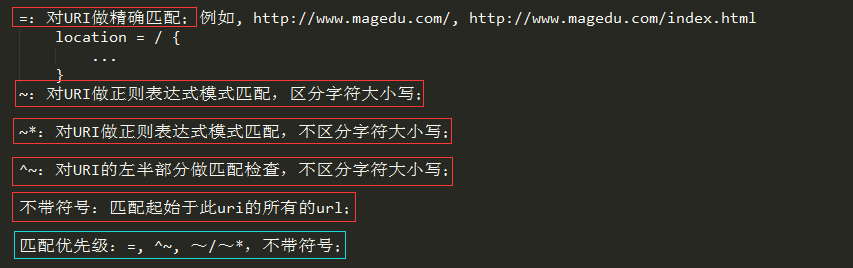 =：对URI做精确匹配；例如, http://www.magedu.com/, http://www.magedu.com/index.html
location = / {
...
}
~：对URI做正则表达式模式匹配，区分字符大小写；
~*：对URI做正则表达式模式匹配，不区分字符大小写；
^~：对URI的左半部分做匹配检查，不区分字符大小写；
不带符号：匹配起始于此uri的所有的url；
匹配优先级：=, ^~, ～/～*，不带符号；